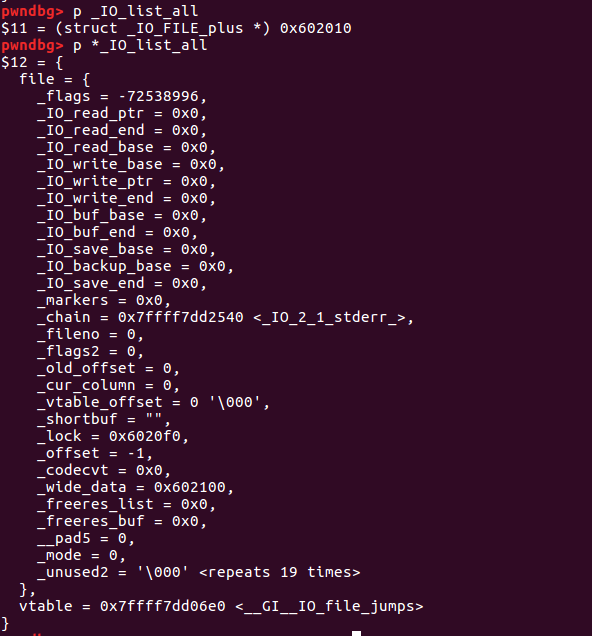 pwndbg> p _IO_list_all
$11 = (struct _IO_FILE_plus *) 0x602010
pwndbg> p *_IO_list_all
$12 = {
  file = {
    _flags = -72538996,
    _IO_read_ptr = 0x0,
    _IO_read_end = 0x0,
    _IO_read_base = 0x0,
    _IO_write_base = 0x0,
    _IO_write_ptr = 0x0,
    _IO_write_end = 0x0,
    _IO_buf_base = 0x0,
    _IO_buf_end = 0x0,
    _IO_save_base = 0x0,
    _IO_backup_base = 0x0,
    _IO_save_end = 0x0,
    _markers = 0x0,
    _chain = 0x7ffff7dd2540 <_IO_2_1_stderr_>,
    _fileno = 0,
    _flags2 = 0,
    _old_offset = 0,
    _cur_column = 0,
    _vtable_offset = 0 '\000',
    _shortbuf = "",
    _lock = 0x6020f0,
    _offset = -1,
    _codecvt = 0x0,
    _wide_data = 0x602100,
    _freeres_list = 0x0,
    _freeres_buf = 0x0,
    __pad5 = 0,
    _mode = 0,
    _unused2 = '\000' <repeats 19 times>
  },
  vtable = 0x7ffff7dd06e0 <__GI__IO_file_jumps>
}